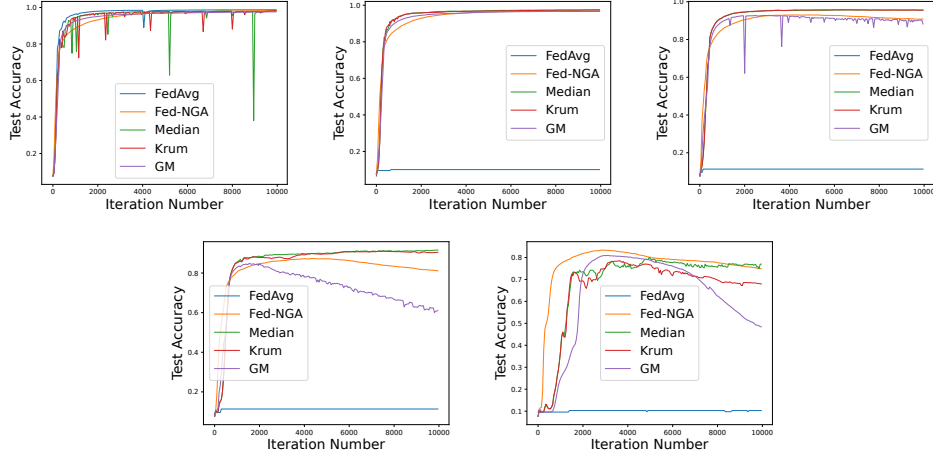 1.0
0.8
0.6
0.4
0.2
Test Accuracy
FedAvg
Fed-NGA
Median
Krum
GM
0 2000 4000 6000 8000 10000
Iteration Number
1.0
0.8
0.6
0.4
0.2
Test Accuracy
FedAvg
Fed-NGA
Median
Krum
GM
0 2000 4000 6000 8000 10000
Iteration Number
1.0
0.8
0.6
0.4
0.2
Test Accuracy
FedAvg
Fed-NGA
Median
Krum
GM
0 2000 4000 6000 8000 10000
Iteration Number
0.8
0.6
0.4
0.2
Test Accuracy
FedAvg
Fed-NGA
Median
Krum
GM
0 2000 4000 6000 8000 10000
Iteration Number
0.8
0.7
0.6
0.5
0.4
0.3
0.2
0.1
Test Accuracy
FedAvg
Fed-NGA
Median
Krum
GM
0 2000 4000 6000 8000 10000
Iteration Number